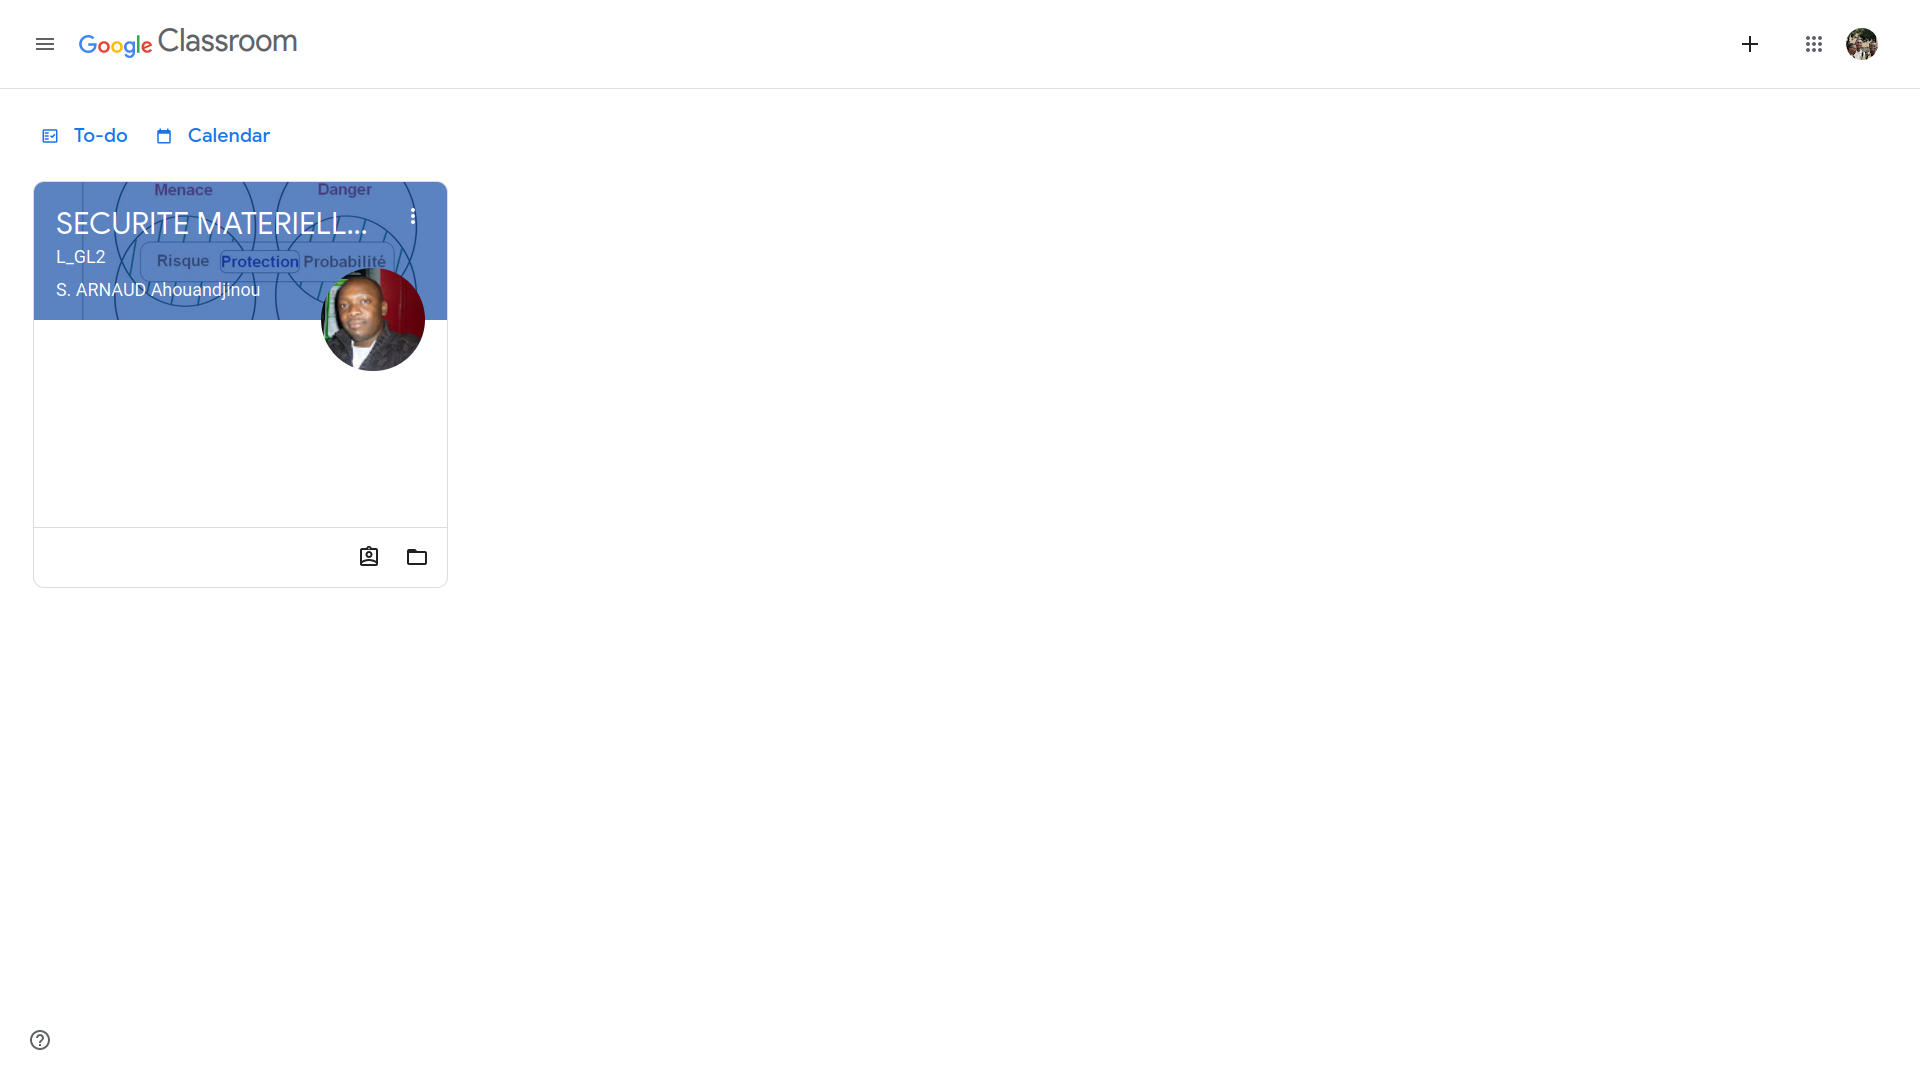 Google Classroom
To-do
Calendar
Menace
Danger
SECURITE MATERIELL...
L_GL2
Risque
Protection
Probabilité
S. ARNAUD Ahouandjinou